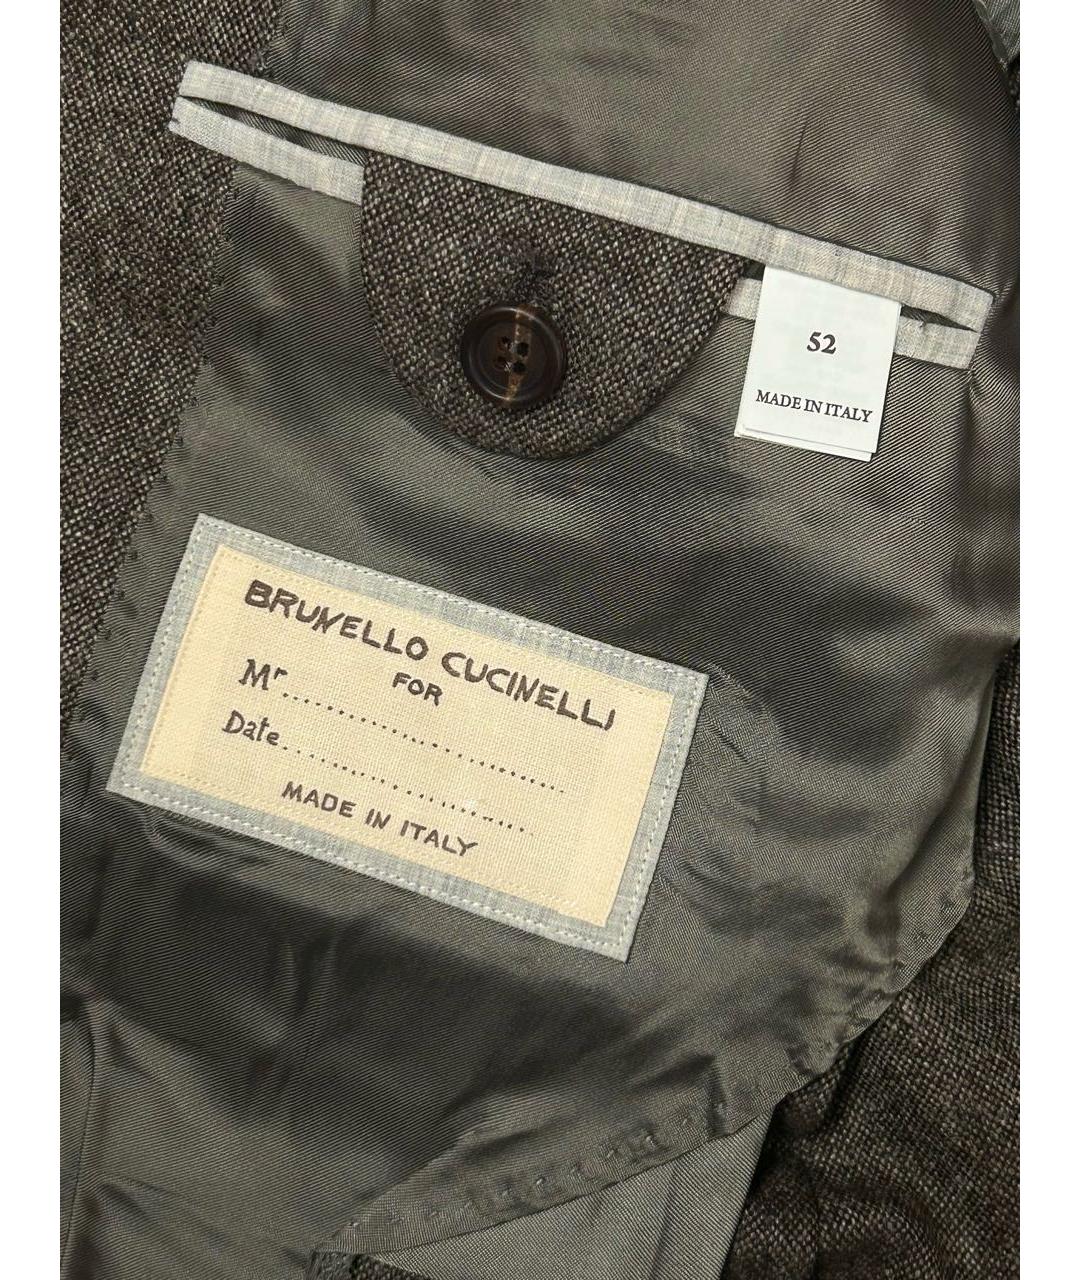 52
MADE IN ITALY
BRUNELLO CUCINELLI
FOR
Mr.......................
Date.......................
MADE IN ITALY